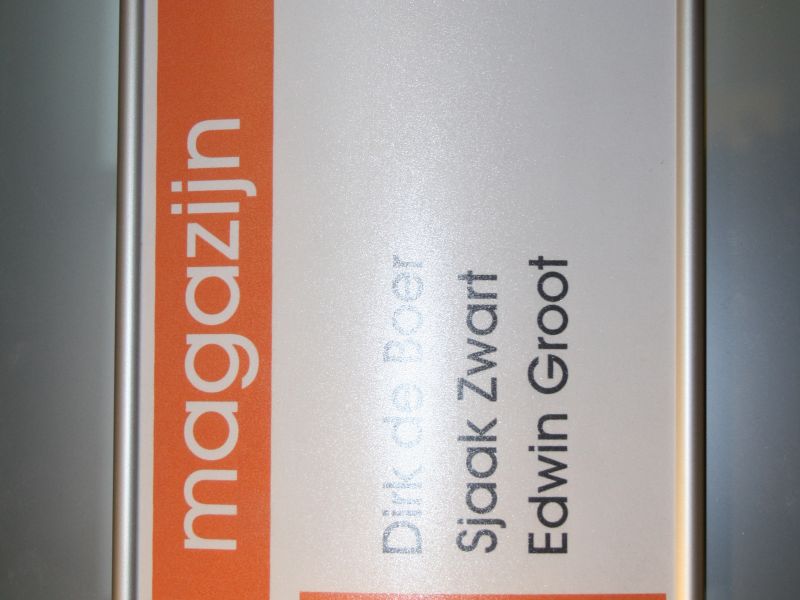 magazijn
Dirk de Boer
Sjaak Zwart
Edwin Groot